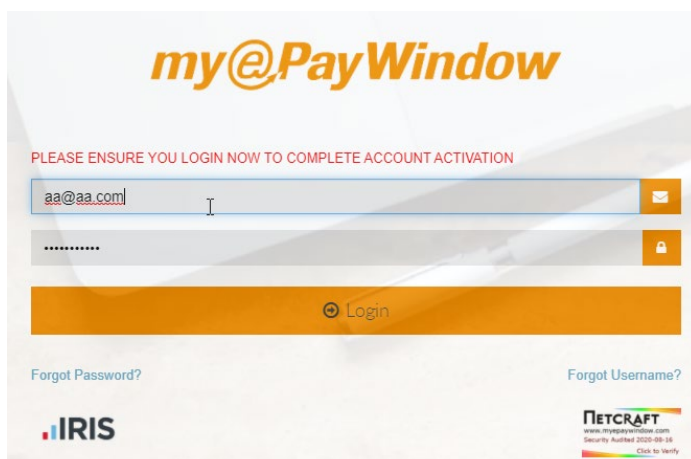 my@PayWindow
PLEASE ENSURE YOU LOGIN NOW TO COMPLETE ACCOUNT ACTIVATION
aa@aa.com
•••••••••••
Login
Forgot Password?
Forgot Username?
IRIS
NETCRAFT
www.myepaywindow.com
Security Audited 2020-08-16
Click to Verify